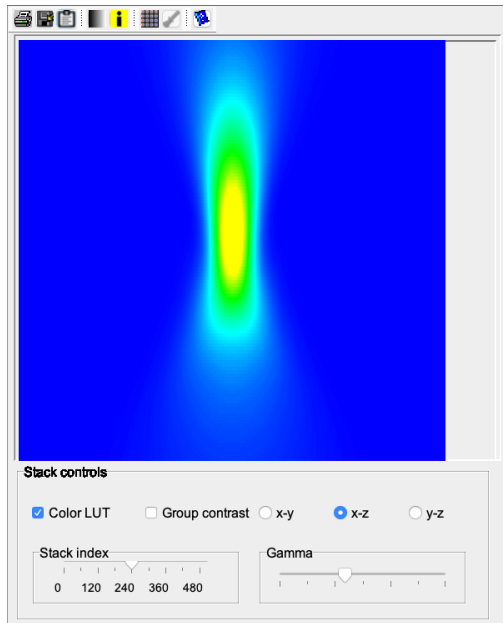 Stack controls
Color LUT Group contrast x-y x-z y-z
Stack index Gamma
0 120 240 360 480